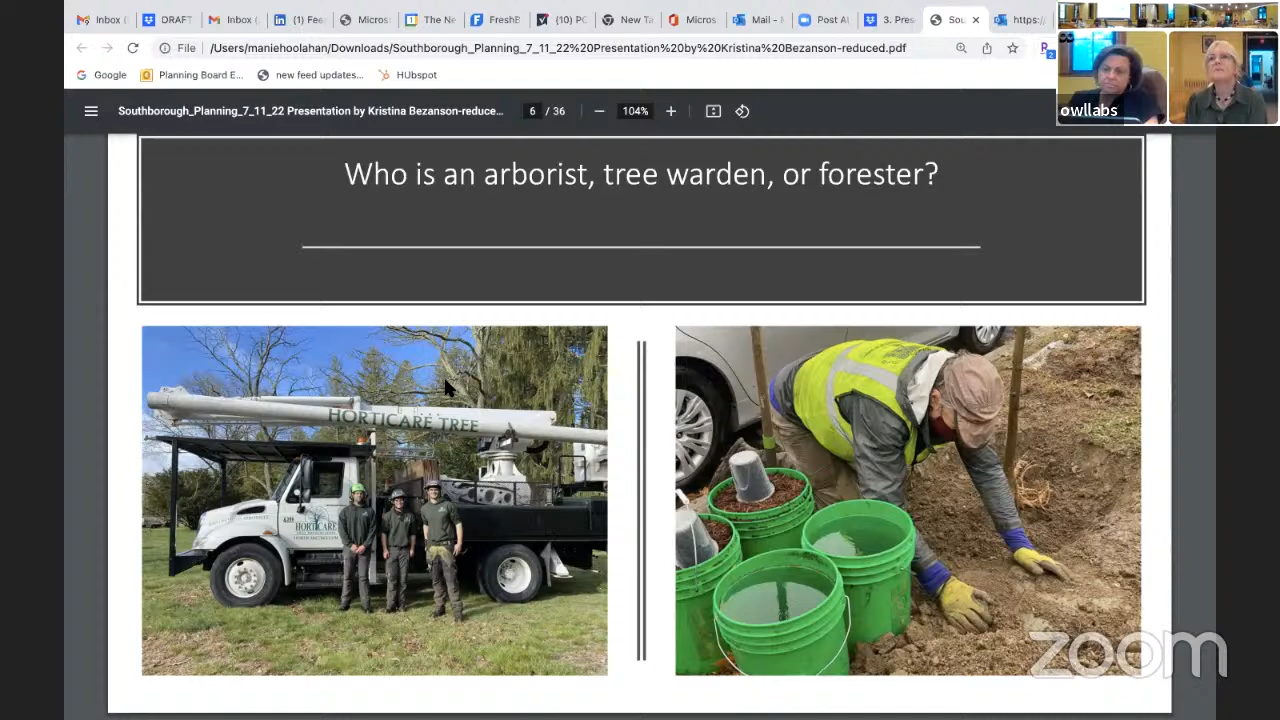 Inbox (
DRAFT
Inbox (
(1) Fee
Micros
The Ne
FreshB
(10) PC
New Ta
Micros
Mail -
Post At
3. Pres
Sou
https:/
File
/Users/maniehoolahan/Downloads/Southborough_Planning_7_11_22%20Presentation%20by%20Kristina%20Bezanson-reduced.pdf
Google
Planning Board E...
new feed updates...
HUbspot
owllabs
Southborough_Planning_7_11_22 Presentation by Kristina Bezanson-reduce...
6 / 36
104%
Who is an arborist, tree warden, or forester?
HORTICARE TREE
HORTICARE
zoom